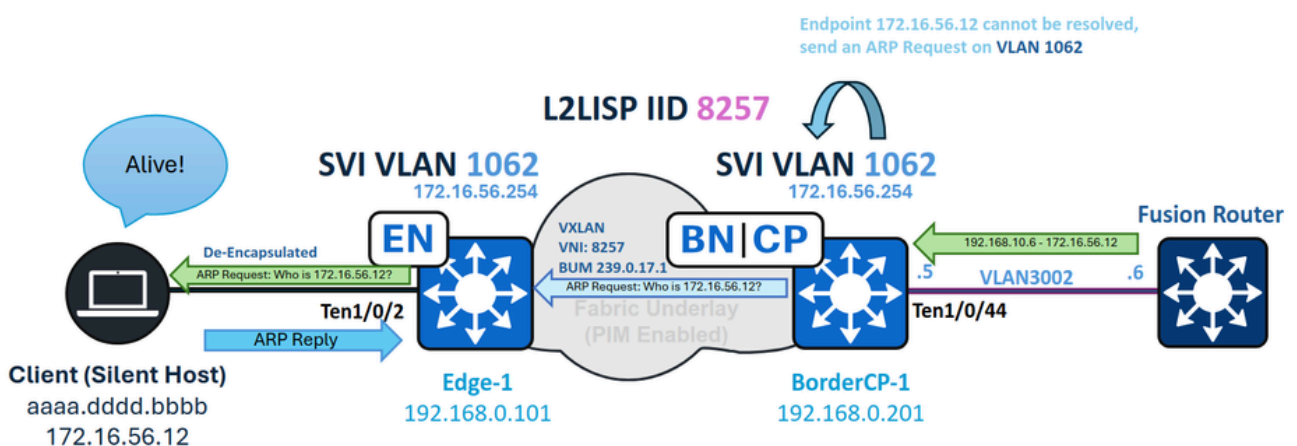 Endpoint 172.16.56.12 cannot be resolved,
send an ARP Request on VLAN 1062
L2LISP IID 8257
Alive!
SVI VLAN 1062
172.16.56.254
SVI VLAN 1062
172.16.56.254
Fusion Router
EN
VXLAN
VNI: 8257
BUM 239.0.17.1
BN|CP
De-Encapsulated
ARP Request: Who is 172.16.56.12?
ARP Request: Who is 172.16.56.12?
192.168.10.6 - 172.16.56.12
.5
VLAN3002
.6
Ten1/0/2
Fabric Underlay
(PIM Enabled)
Ten1/0/44
ARP Reply
Client (Silent Host)
aaaa.dddd.bbbb
172.16.56.12
Edge-1
192.168.0.101
BorderCP-1
192.168.0.201